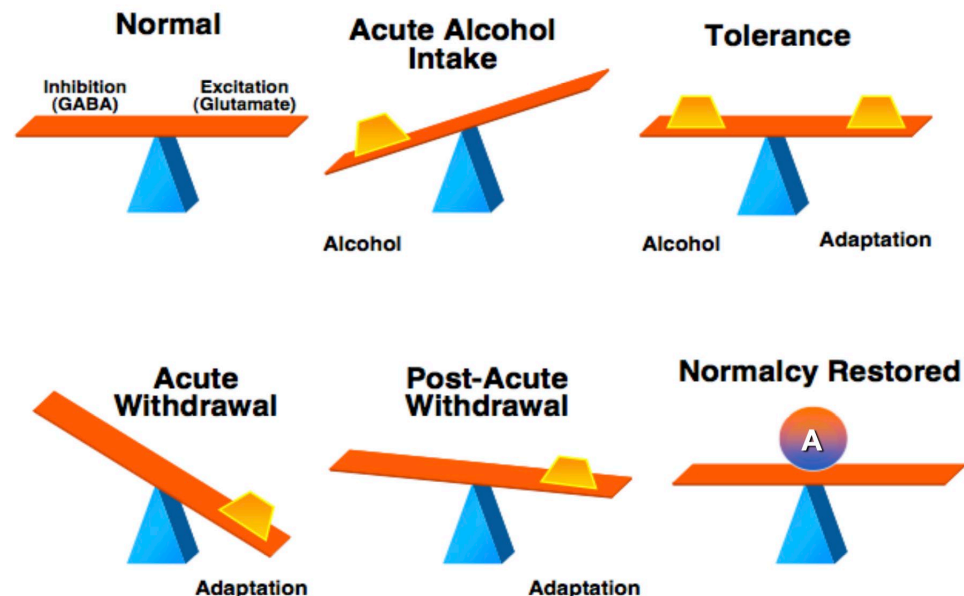 Normal
Inhibition
(GABA)
Excitation
(Glutamate)
Acute Alcohol
Intake
Alcohol
Tolerance
Alcohol
Adaptation
Acute
Withdrawal
Adaptation
Post-Acute
Withdrawal
Adaptation
Normalcy Restored
A